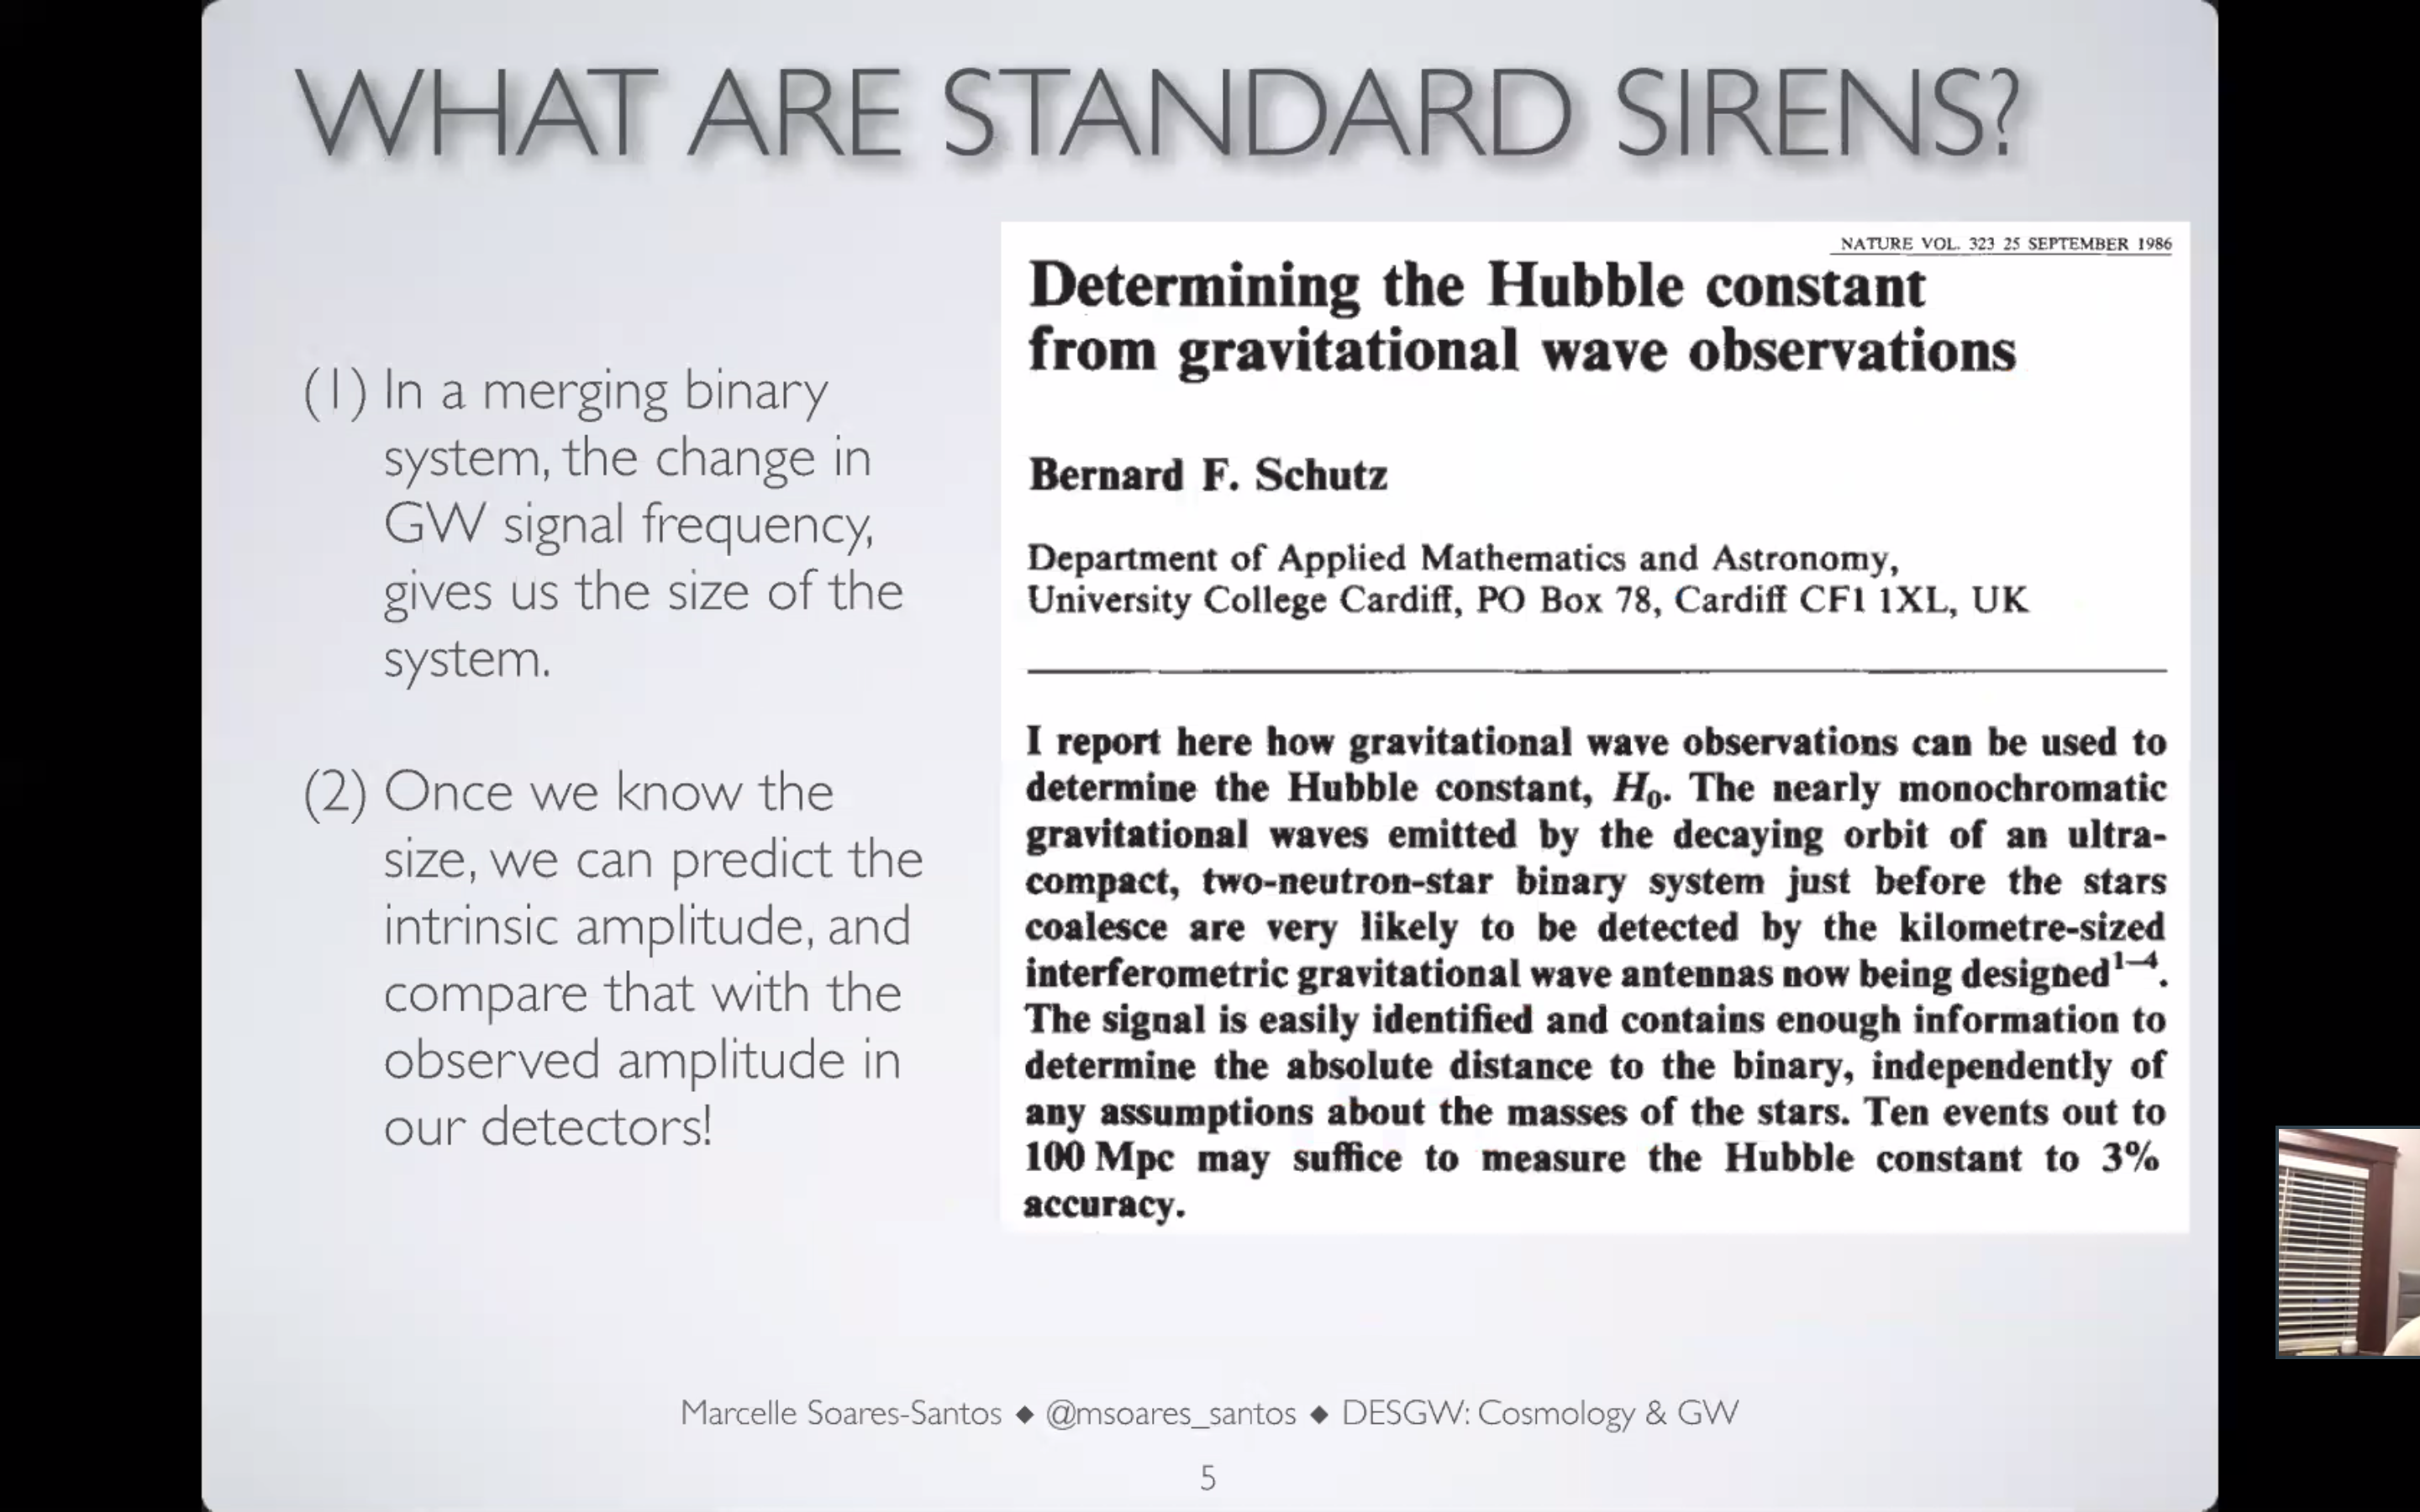 WHAT ARE STANDARD SIRENS?
(1) In a merging binary
system, the change in
GW signal frequency,
gives us the size of the
system.
(2) Once we know the
size, we can predict the
intrinsic amplitude, and
compare that with the
observed amplitude in
our detectors!
NATURE VOL. 323 25 SEPTEMBER 1986
Determining the Hubble constant
from gravitational wave observations
Bernard F. Schutz
Department of Applied Mathematics and Astronomy,
University College Cardiff, PO Box 78, Cardiff CF1 1XL, UK
I report here how gravitational wave observations can be used to
determine the Hubble constant, H₀. The nearly monochromatic
gravitational waves emitted by the decaying orbit of an ultra-
compact, two-neutron-star binary system just before the stars
coalesce are very likely to be detected by the kilometre-sized
interferometric gravitational wave antennas now being designed¹⁻⁴.
The signal is easily identified and contains enough information to
determine the absolute distance to the binary, independently of
any assumptions about the masses of the stars. Ten events out to
100 Mpc may suffice to measure the Hubble constant to 3%
accuracy.
Marcelle Soares-Santos ◆ @msoares_santos ◆ DESGW: Cosmology & GW
5